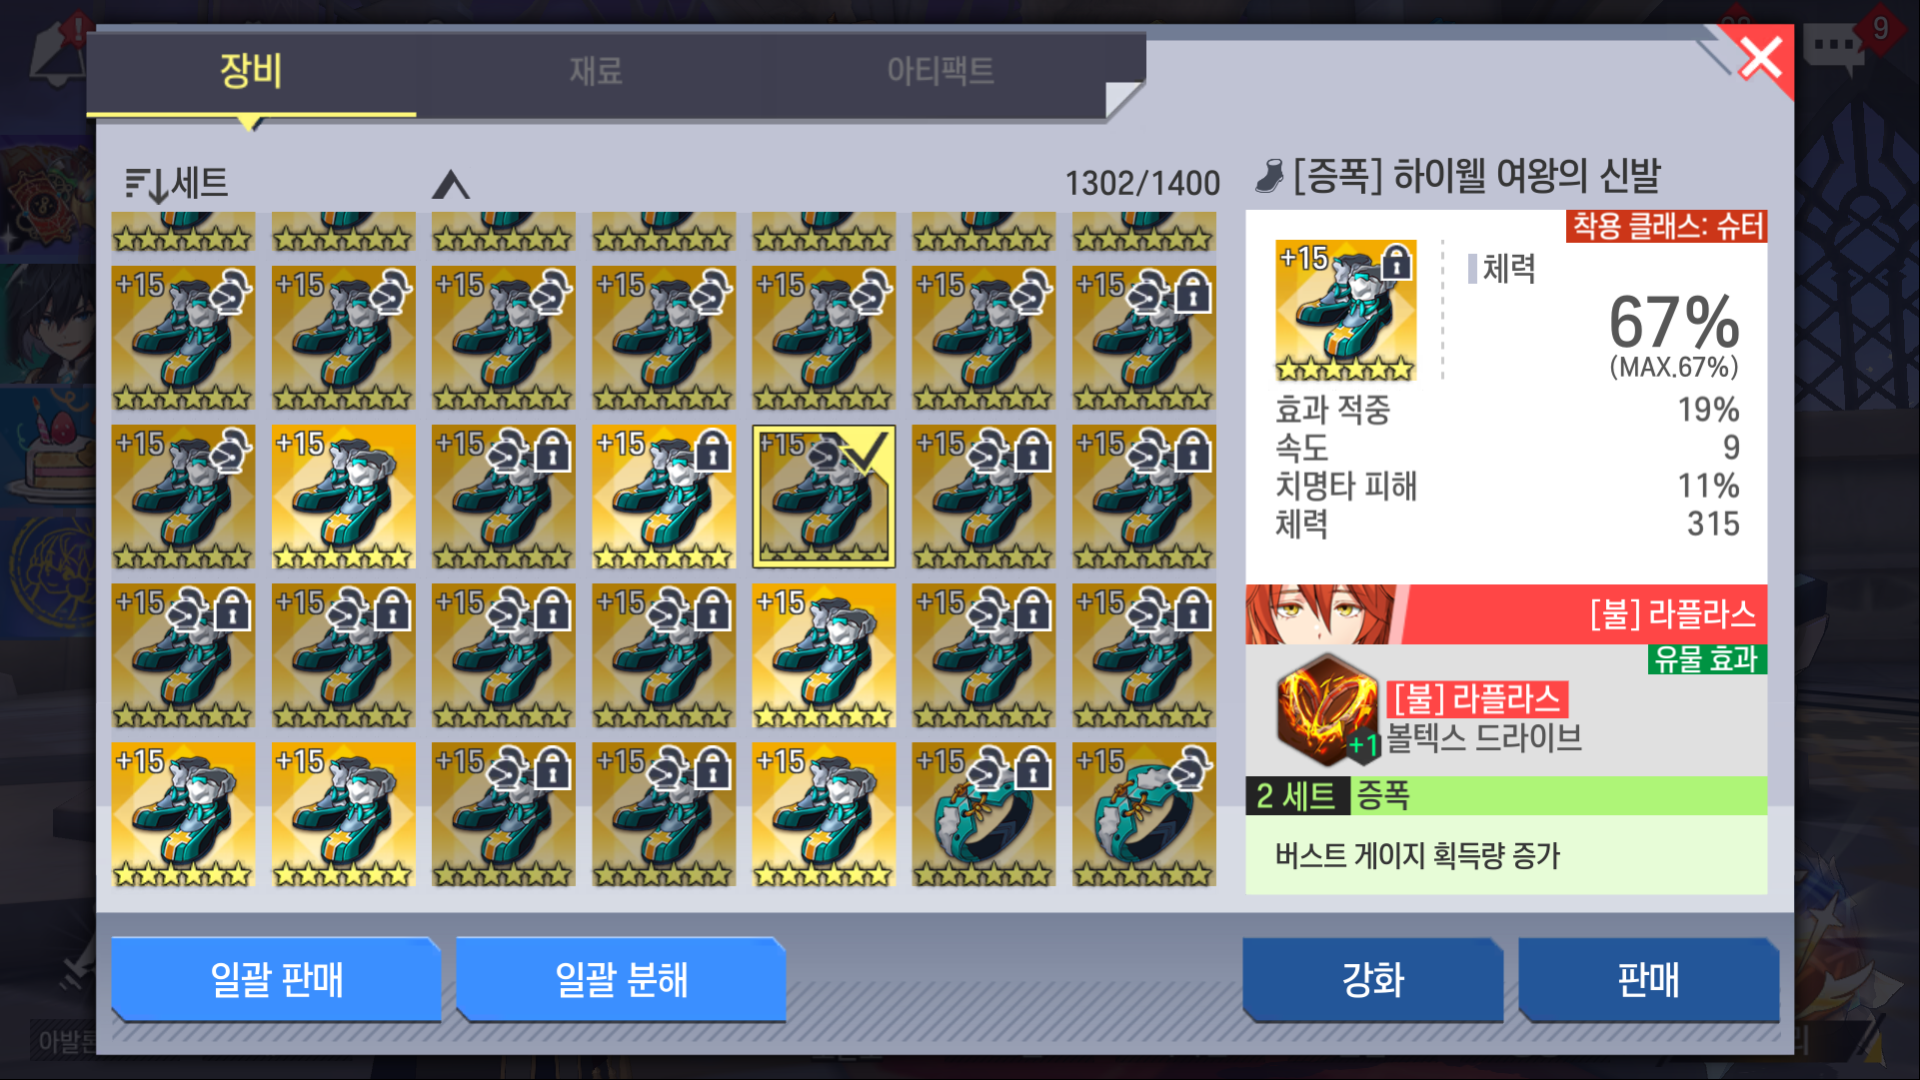 장비
재료
아티팩트
9
세트
1302/1400
[증폭] 하이웰 여왕의 신발
착용 클래스: 슈터
+15
체력
67%
(MAX.67%)
효과 적중 19%
속도 9
치명타 피해 11%
체력 315
[불] 라플라스
유물 효과
[불] 라플라스
+1 볼텍스 드라이브
2 세트 증폭
버스트 게이지 획득량 증가
+15 +15 +15 +15 +15 +15 +15
+15 +15 +15 +15 +15 +15 +15
+15 +15 +15 +15 +15 +15 +15
+15 +15 +15 +15 +15 +15 +15
일괄 판매
일괄 분해
강화
판매